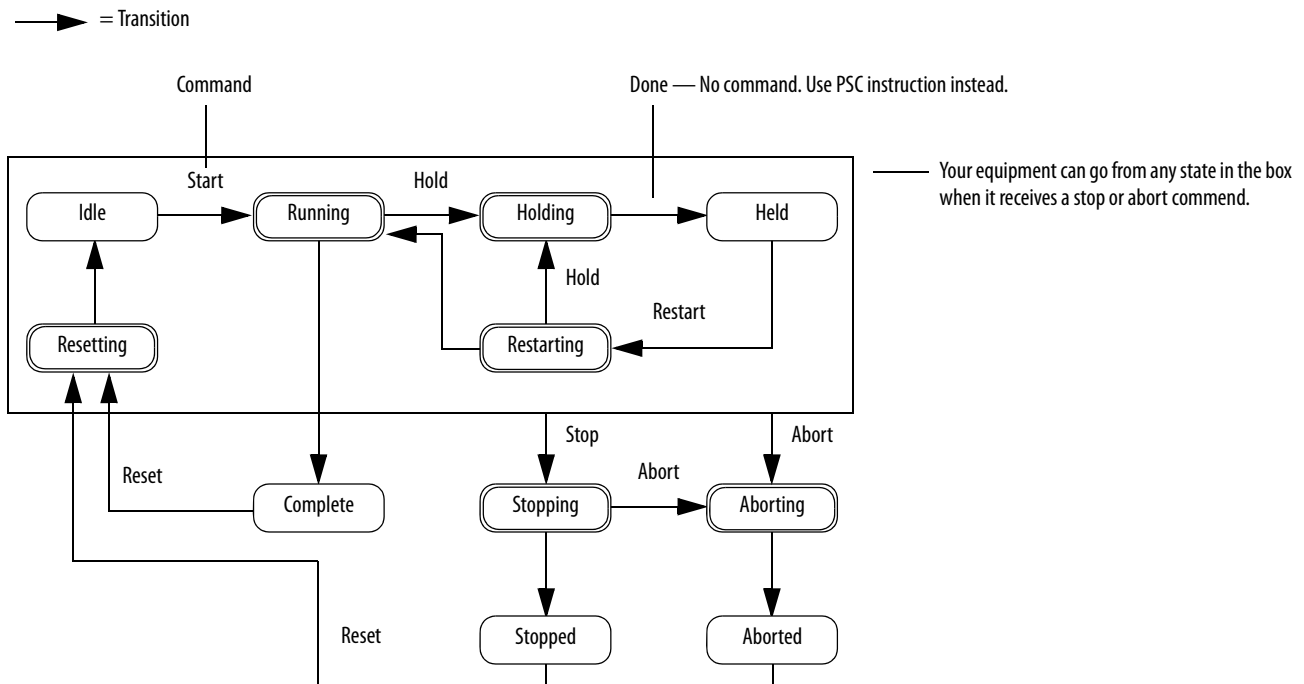 = Transition
Command
Done — No command. Use PSC instruction instead.
Your equipment can go from any state in the box
when it receives a stop or abort commend.
Start
Hold
Idle
Running
Holding
Held
Hold
Restart
Resetting
Restarting
Stop
Abort
Reset
Abort
Complete
Stopping
Aborting
Reset
Stopped
Aborted